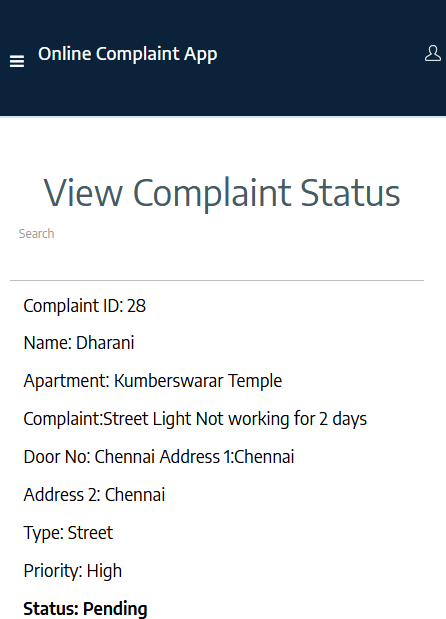 Online Complaint App
View Complaint Status
Search
Complaint ID: 28
Name: Dharani
Apartment: Kumberswarar Temple
Complaint:Street Light Not working for 2 days
Door No: Chennai Address 1:Chennai
Address 2: Chennai
Type: Street
Priority: High
Status: Pending